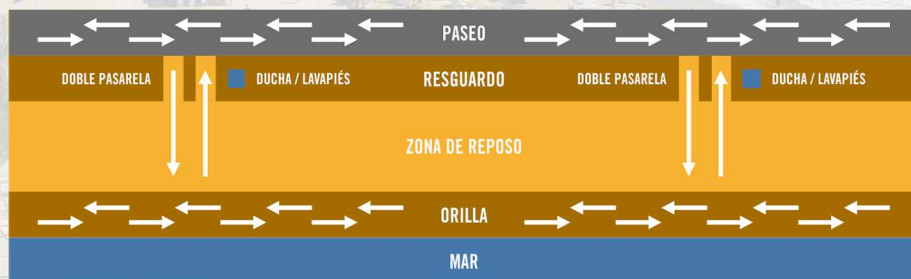 PASEO
DOBLE PASARELA DUCHA / LAVAPIÉS RESGUARDO DOBLE PASARELA DUCHA / LAVAPIÉS
ZONA DE REPOSO
ORILLA
MAR